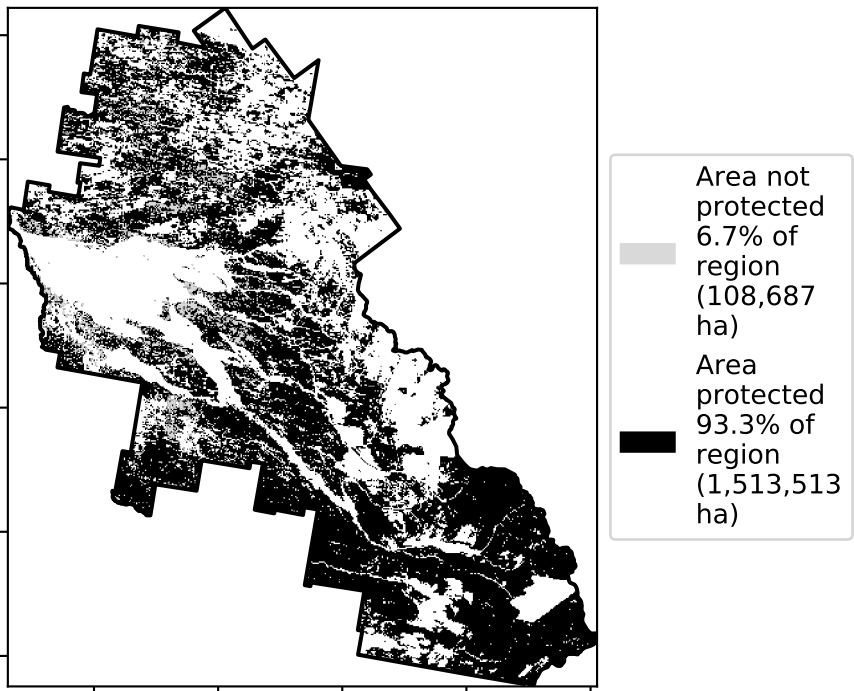 Area not
protected
6.7% of
region
(108,687
ha)
Area
protected
93.3% of
region
(1,513,513
ha)